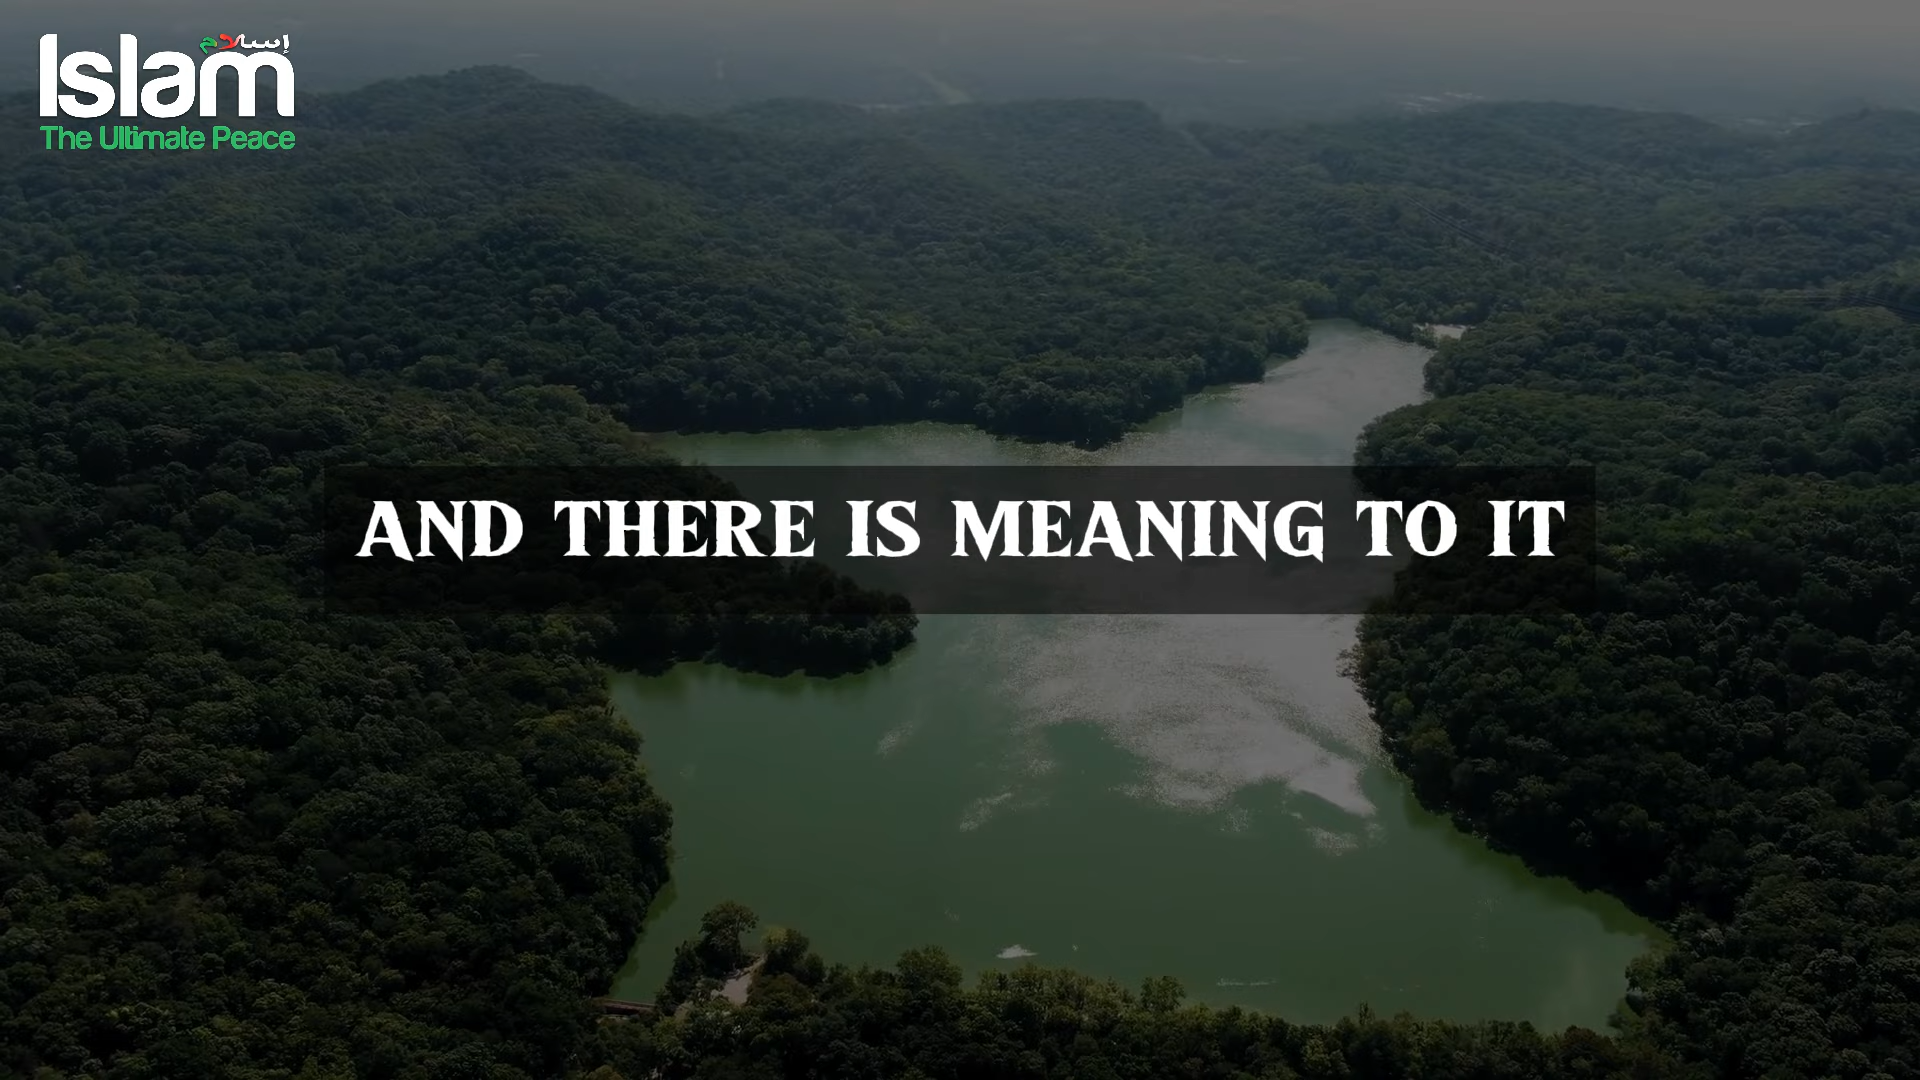 إسلام
Islam
The Ultimate Peace
AND THERE IS MEANING TO IT